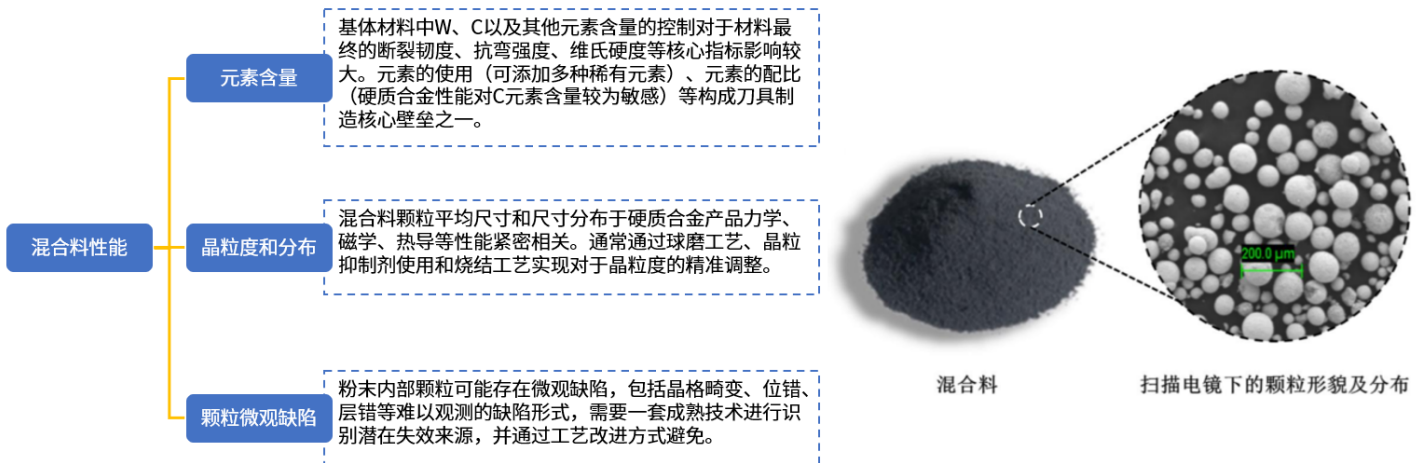 混合料性能
元素含量
基体材料中W、C以及其他元素含量的控制对于材料最
终的断裂韧度、抗弯强度、维氏硬度等核心指标影响较
大。元素的使用（可添加多种稀有元素）、元素的配比
（硬质合金性能对C元素含量较为敏感）等构成刀具制
造核心壁垒之一。
晶粒度和分布
混合料颗粒平均尺寸和尺寸分布于硬质合金产品力学、
磁学、热导等性能紧密相关。通常通过球磨工艺、晶粒
抑制剂使用和烧结工艺实现对于晶粒度的精准调整。
颗粒微观缺陷
粉末内部颗粒可能存在微观缺陷，包括晶格畸变、位错、
层错等难以观测的缺陷形式，需要一套成熟技术进行识
别潜在失效来源，并通过工艺改进方式避免。
200.0 μm
混合料
扫描电镜下的颗粒形貌及分布